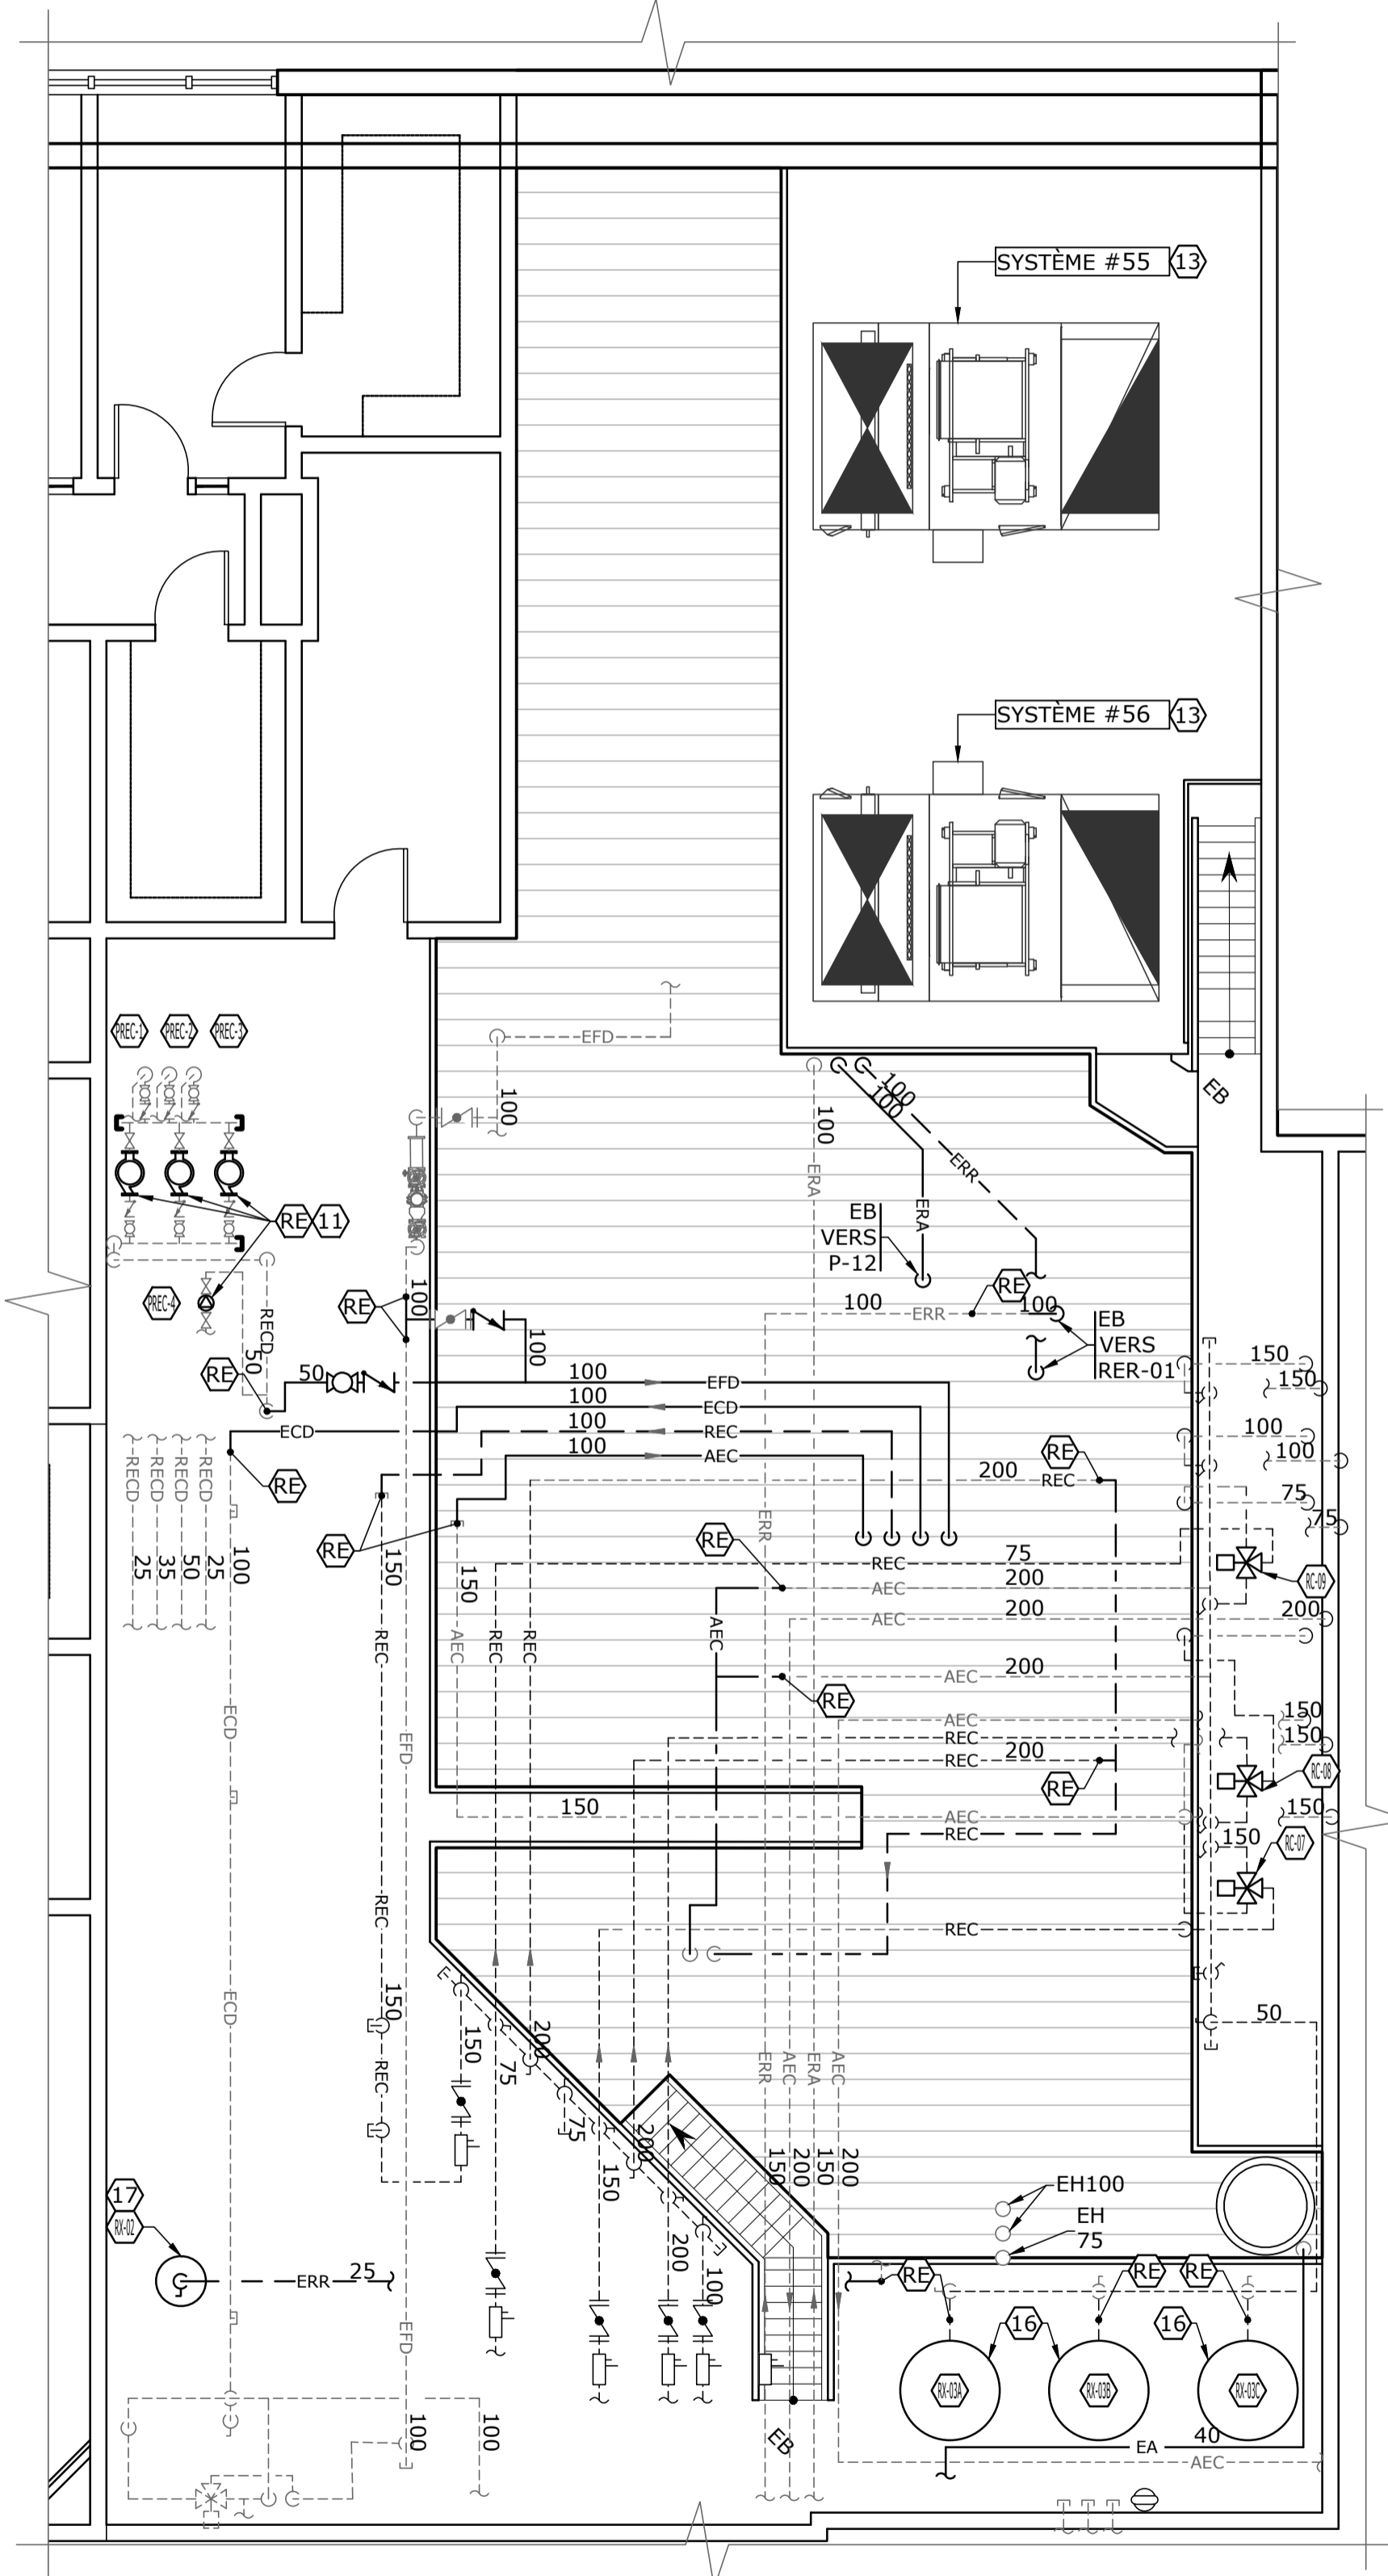 SYSTÈME #55 13
SYSTÈME #56 13
EB
PREC-1 PREC-2 PREC-3
EFD
100
100
100
100
ERR
ERA
ERA
EB
VERS
P-12
RE 11
PREC-4
RECD
50
50
RE
RE
100
100
RE
100
ERR
100
EB
VERS
RER-01
150
150
100
100
75
75
100
EFD
100
ECD
100
REC
100
AEC
ECD
RE
RE
200
REC
RE
RECD
RECD
RECD
RECD
25
35
50
25
100
150
150
RE
ERR
REC
75
AEC
200
AEC
200
RC-09
200
REC
AEC
REC
REC
AEC
AEC
200
RE
ECD
EFD
AEC
REC
REC
200
RE
150
150
RC-08
150
AEC
REC
150
150
RC-07
REC
REC
ECD
150
150
REC
75
200
75
150
200
200
100
50
ERR
AEC
ERA
AEC
150
200
150
200
EH100
EH
75
17
RX-02
ERR
25
EFD
RE
RE
RE
16
16
RX-03A
RX-03B
RX-03C
100
100
EB
40
EA
AEC